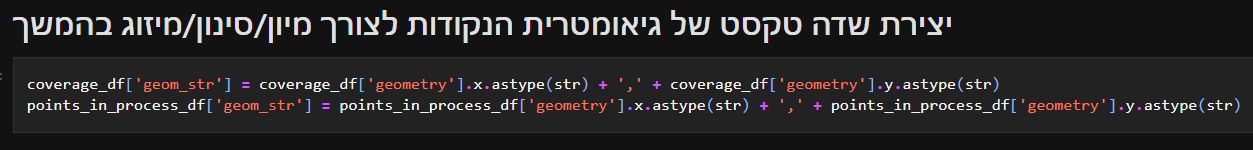 יצירת שדה טקסט של גיאומטרית הנקודות לצורך מיון/סינון/מיזוג בהמשך
coverage_df['geom_str'] = coverage_df['geometry'].x.astype(str) + ',' + coverage_df['geometry'].y.astype(str)
points_in_process_df['geom_str'] = points_in_process_df['geometry'].x.astype(str) + ',' + points_in_process_df['geometry'].y.astype(str)